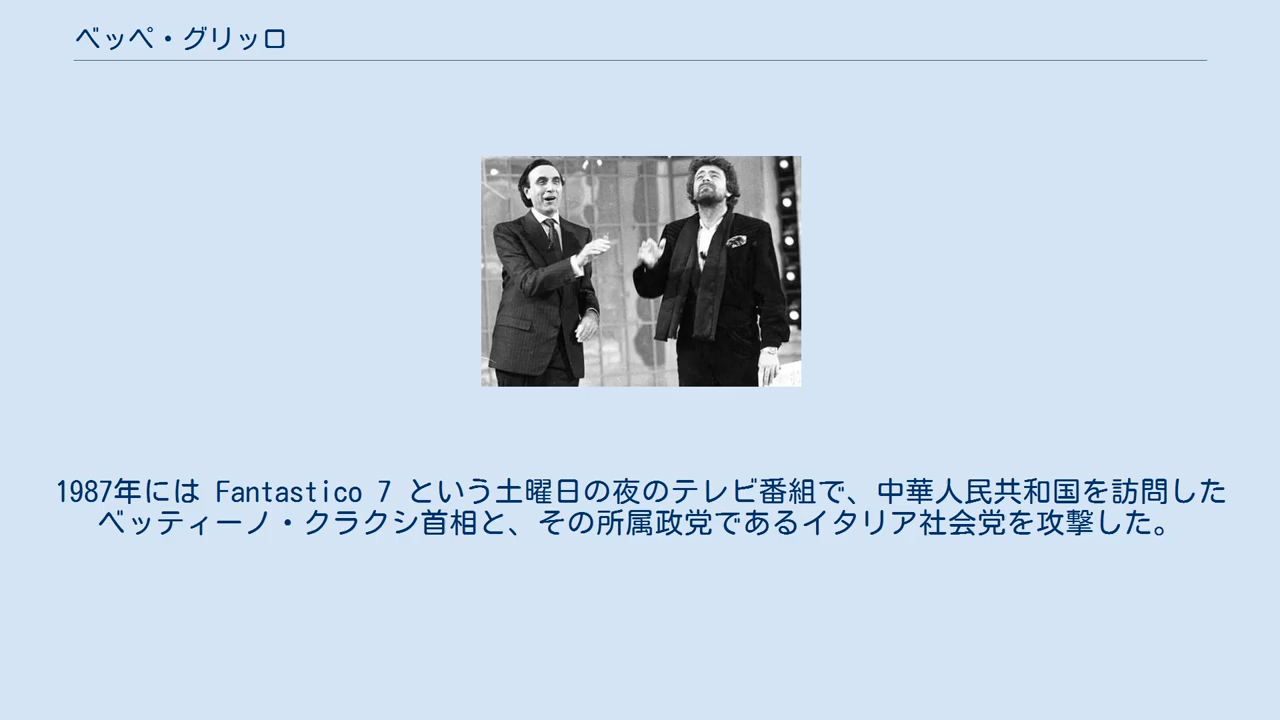 ベッペ・グリッロ
1987年には Fantastico 7 という土曜日の夜のテレビ番組で、中華人民共和国を訪問した
ベッティーノ・クラクシ首相と、その所属政党であるイタリア社会党を攻撃した。